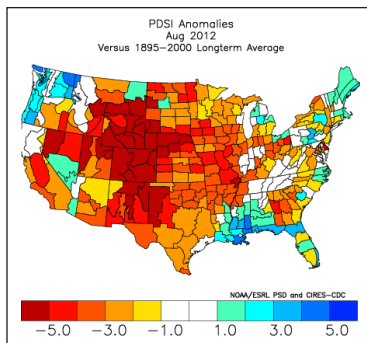 PDSI Anomalies
Aug 2012
Versus 1895−2000 Longterm Average
NOAA/ESRL PSD and CIRES−CDC
−5.0 −3.0 −1.0 1.0 3.0 5.0